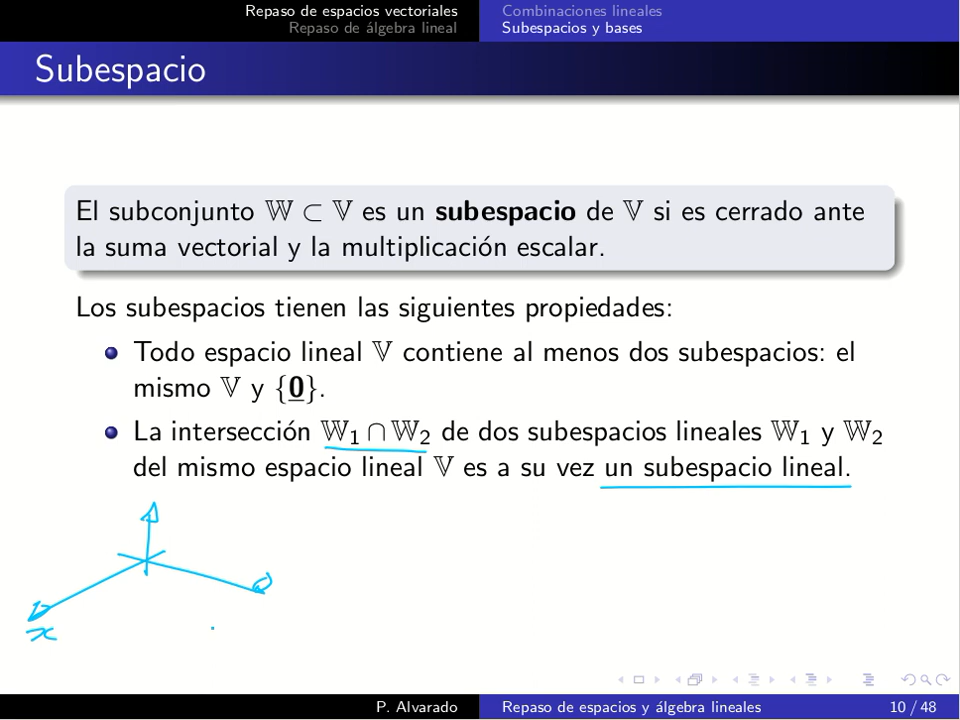 Repaso de espacios vectoriales
Repaso de álgebra lineal
Combinaciones lineales
Subespacios y bases
Subespacio
El subconjunto 𝕎 ⊂ 𝕍 es un subespacio de 𝕍 si es cerrado ante
la suma vectorial y la multiplicación escalar.
Los subespacios tienen las siguientes propiedades:
Todo espacio lineal 𝕍 contiene al menos dos subespacios: el
mismo 𝕍 y {0}.
La intersección 𝕎₁ ∩ 𝕎₂ de dos subespacios lineales 𝕎₁ y 𝕎₂
del mismo espacio lineal 𝕍 es a su vez un subespacio lineal.
x
P. Alvarado
Repaso de espacios y álgebra lineales
10 / 48